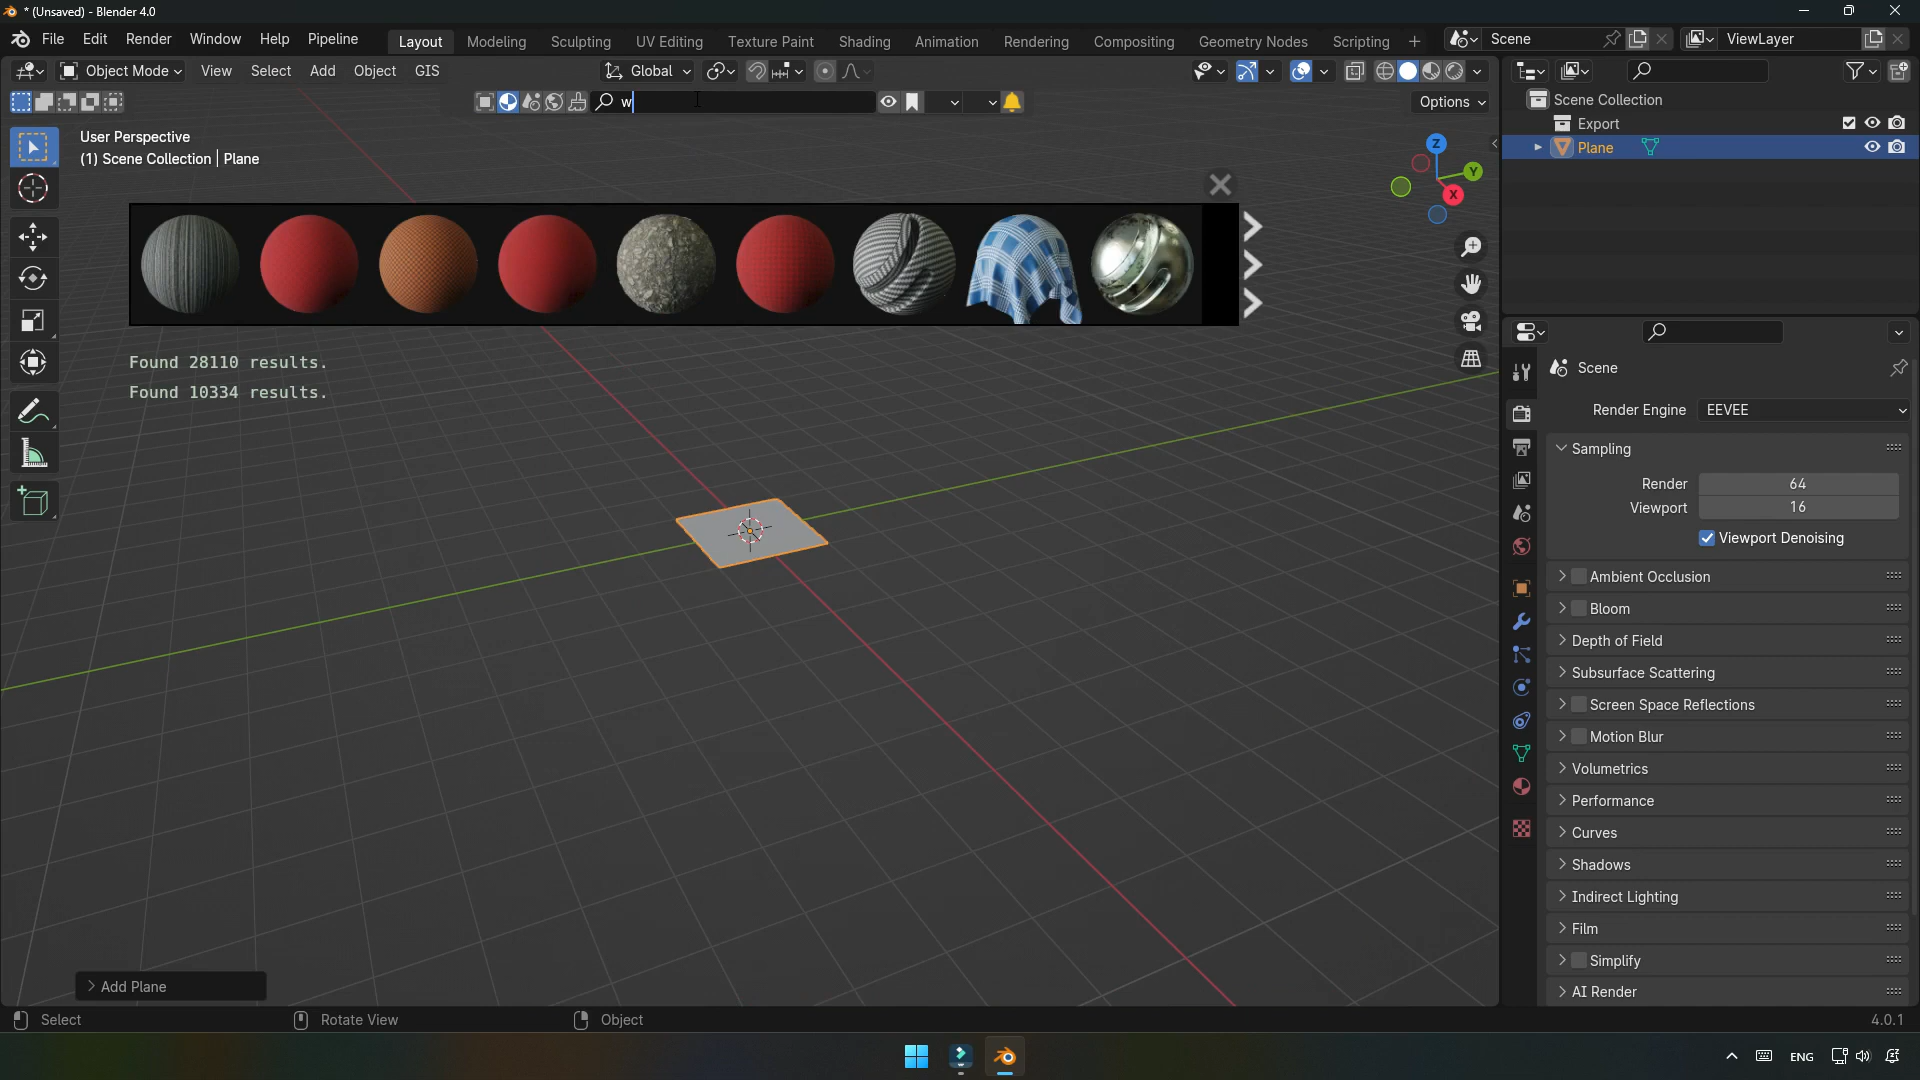 * (Unsaved) - Blender 4.0
File Edit Render Window Help Pipeline Layout Modeling Sculpting UV Editing Texture Paint Shading Animation Rendering Compositing Geometry Nodes Scripting + Scene ViewLayer
Object Mode View Select Add Object GIS Global
w Options
User Perspective
(1) Scene Collection | Plane
Z
Y
X
Found 28110 results.
Found 10334 results.
Add Plane
Scene Collection
Export
Plane
Scene
Render Engine EEVEE
Sampling
Render 64
Viewport 16
Viewport Denoising
Ambient Occlusion
Bloom
Depth of Field
Subsurface Scattering
Screen Space Reflections
Motion Blur
Volumetrics
Performance
Curves
Shadows
Indirect Lighting
Film
Simplify
AI Render
Select Rotate View Object 4.0.1
ENG